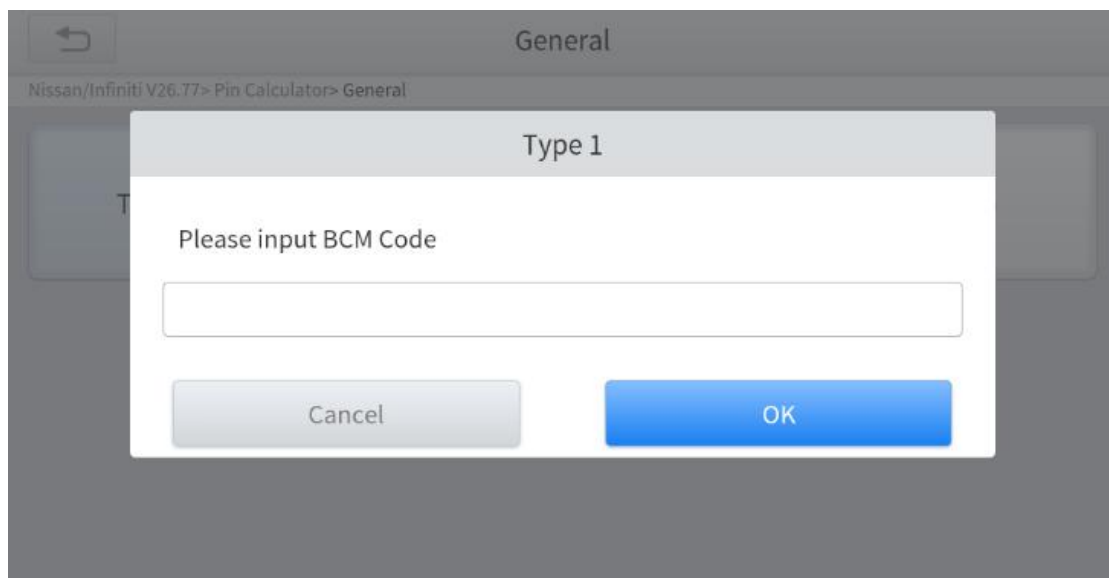 General
Nissan/Infiniti V26.77> Pin Calculator> General
Type 1
T
Please input BCM Code
Cancel
OK